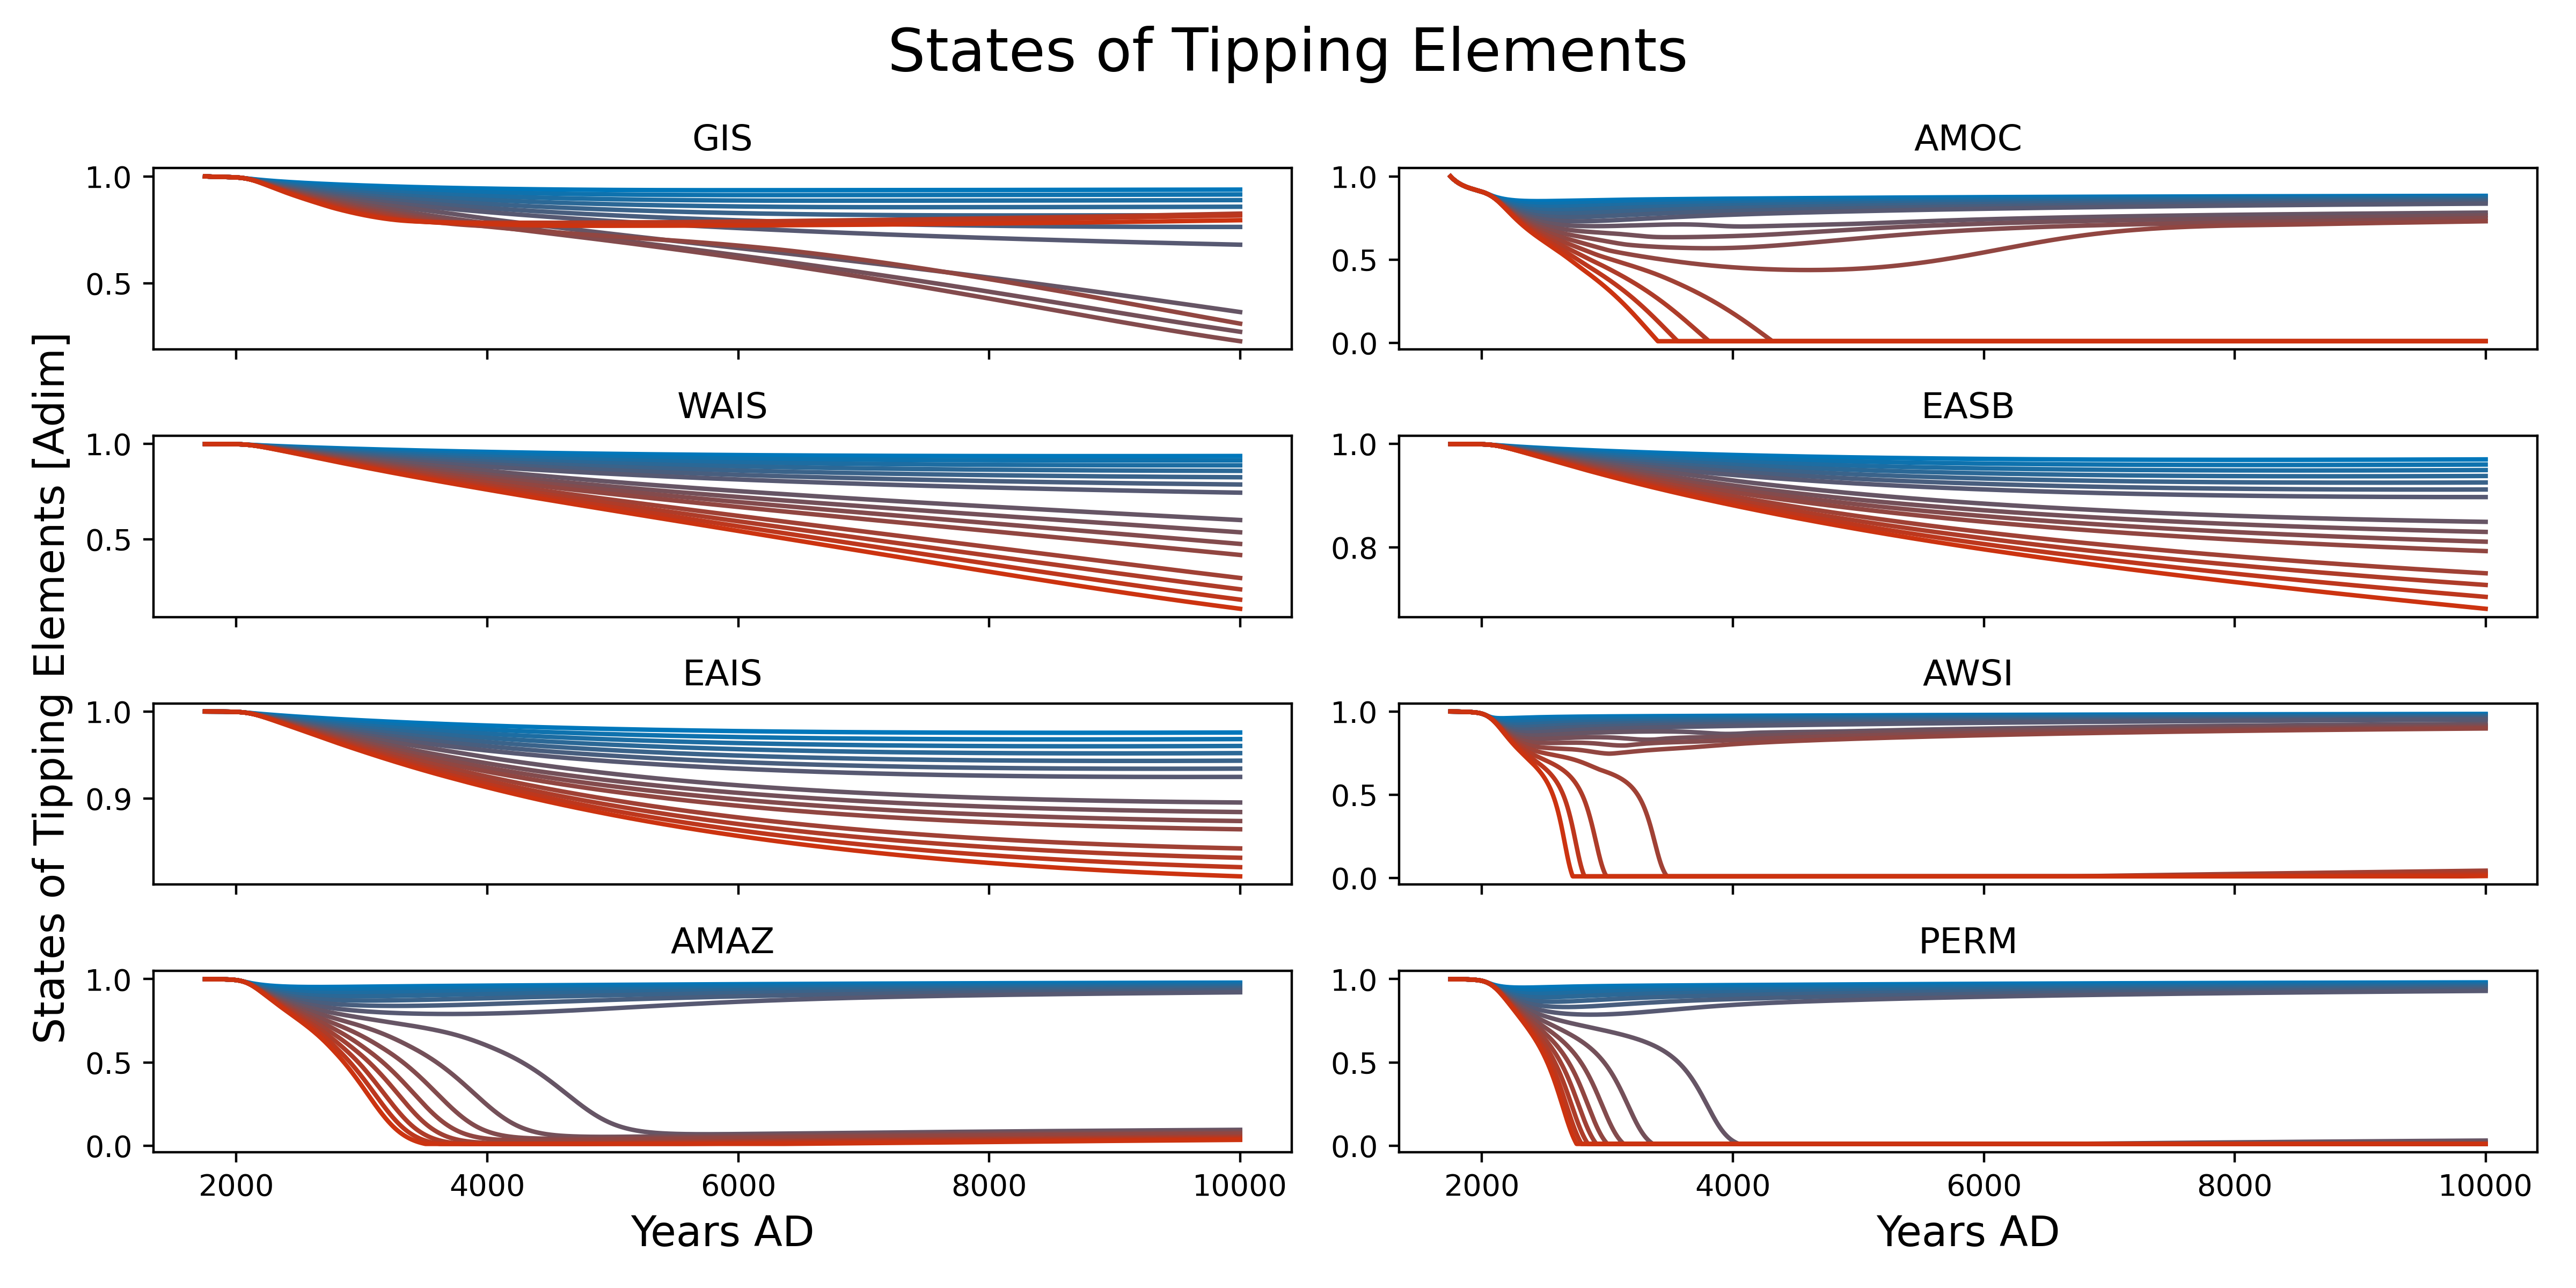 States of Tipping Elements
States of Tipping Elements [Adim]
GIS
1.0
0.5
AMOC
1.0
0.5
0.0
WAIS
1.0
0.5
EASB
1.0
0.8
EAIS
1.0
0.9
AWSI
1.0
0.5
0.0
AMAZ
1.0
0.5
0.0
2000 4000 6000 8000 10000
Years AD
PERM
1.0
0.5
0.0
2000 4000 6000 8000 10000
Years AD